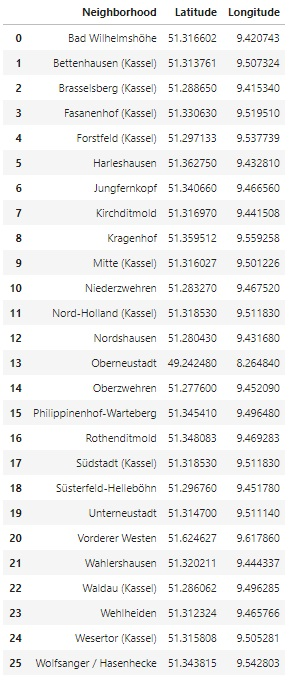 Neighborhood Latitude Longitude
0 Bad Wilhelmshöhe 51.316602 9.420743
1 Bettenhausen (Kassel) 51.313761 9.507324
2 Brasselsberg (Kassel) 51.288650 9.415340
3 Fasanenhof (Kassel) 51.330630 9.519510
4 Forstfeld (Kassel) 51.297133 9.537739
5 Harleshausen 51.362750 9.432810
6 Jungfernkopf 51.340660 9.466560
7 Kirchditmold 51.316970 9.441508
8 Kragenhof 51.359512 9.559258
9 Mitte (Kassel) 51.316027 9.501226
10 Niederzwehren 51.283270 9.467520
11 Nord-Holland (Kassel) 51.318530 9.511830
12 Nordshausen 51.280430 9.431680
13 Oberneustadt 49.242480 8.264840
14 Oberzwehren 51.277600 9.452090
15 Philippinenhof-Warteberg 51.345410 9.496480
16 Rothenditmold 51.348083 9.469283
17 Südstadt (Kassel) 51.318530 9.511830
18 Süsterfeld-Helleböhn 51.296760 9.451780
19 Unterneustadt 51.314700 9.511140
20 Vorderer Westen 51.624627 9.617860
21 Wahlershausen 51.320211 9.444337
22 Waldau (Kassel) 51.286062 9.496285
23 Wehlheiden 51.312324 9.465766
24 Wesertor (Kassel) 51.315808 9.505281
25 Wolfsanger / Hasenhecke 51.343815 9.542803